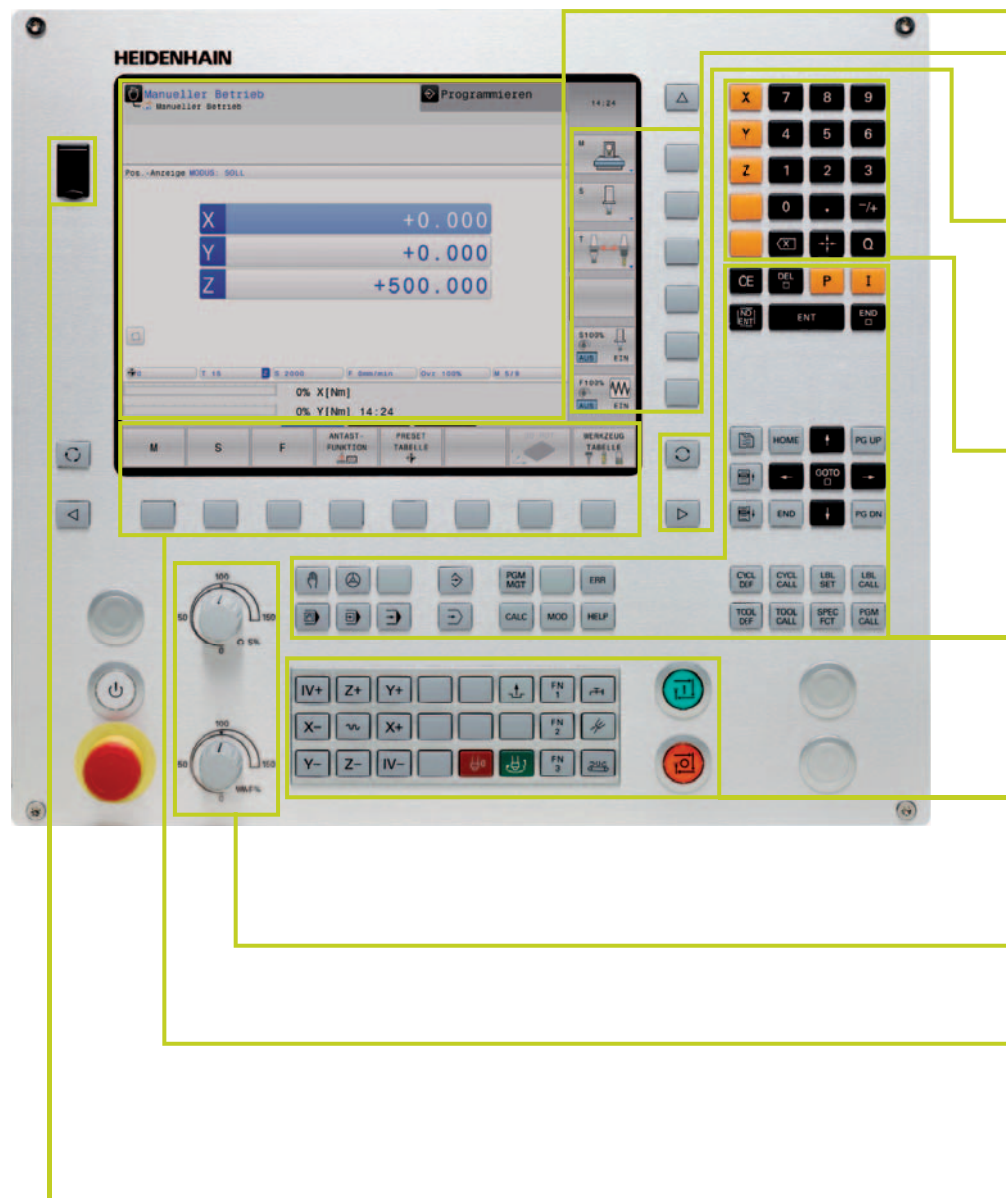 HEIDENHAIN
Manueller Betrieb
Manueller Betrieb
Programmieren
14:24
Pos.-Anzeige MODUS: SOLL
X +0.000
Y +0.000
Z +500.000
M
S
T
S100%
AUS EIN
F100%
AUS EIN
0 T 15 Z S 2000 F 0mm/min Ovr 100% M 5/9
0% X[Nm]
0% Y[Nm] 14:24
M S F ANTAST- FUNKTION PRESET TABELLE WERKZEUG TABELLE
X 7 8 9
Y 4 5 6
Z 1 2 3
0 . -/+
X Q
CE DEL P I
NO ENT ENT END
HOME PG UP
GOTO
END PG DN
CYCL DEF CYCL CALL LBL SET LBL CALL
TOOL DEF TOOL CALL SPEC FCT PGM CALL
PGM MGT ERR
CALC MOD HELP
100
50 150
0 S%
100
50 150
0 WW F%
IV+ Z+ Y+ FN 1
X- X+ FN 2
Y- Z- IV- 0 FN 3
I
O